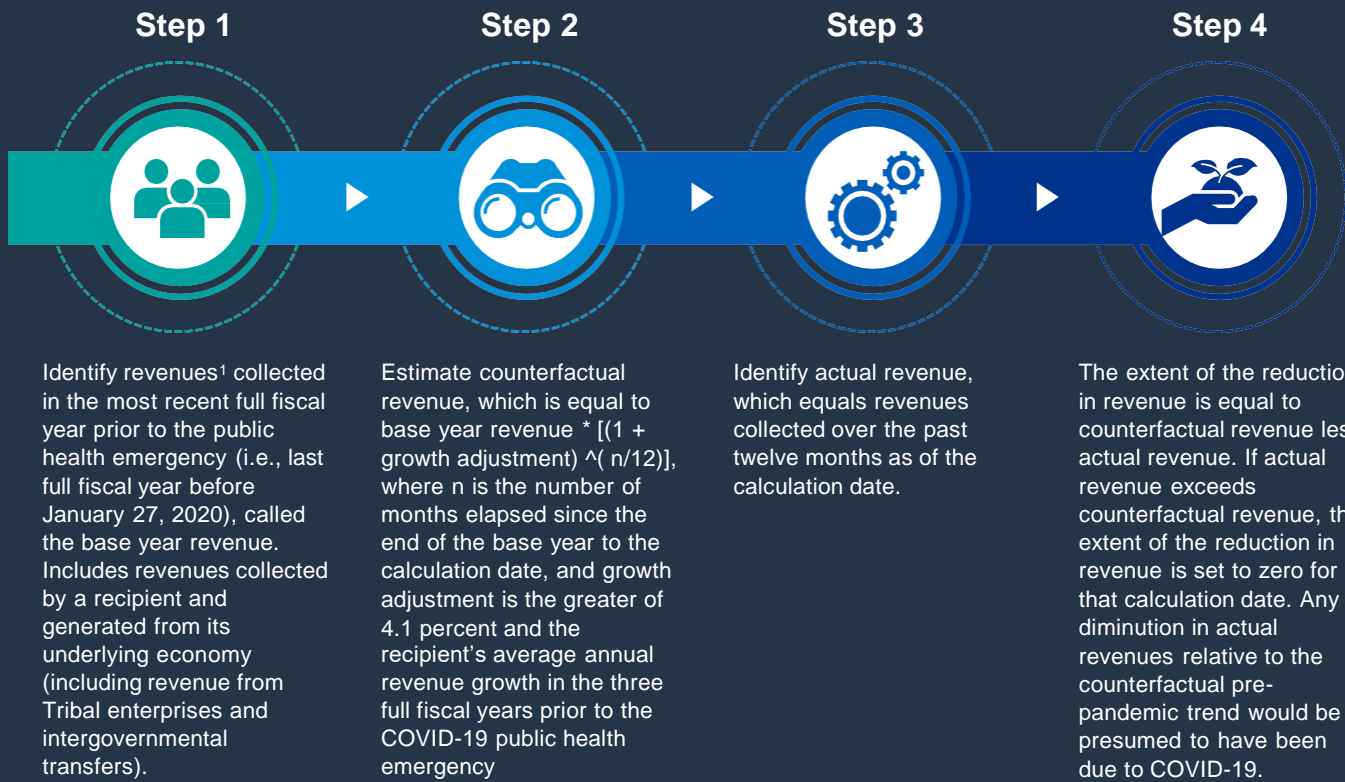 Step 1
Step 2
Step 3
Step 4
Identify revenues¹ collected
in the most recent full fiscal
year prior to the public
health emergency (i.e., last
full fiscal year before
January 27, 2020), called
the base year revenue.
Includes revenues collected
by a recipient and
generated from its
underlying economy
(including revenue from
Tribal enterprises and
intergovernmental
transfers).
Estimate counterfactual
revenue, which is equal to
base year revenue * [(1 +
growth adjustment) ^( n/12)],
where n is the number of
months elapsed since the
end of the base year to the
calculation date, and growth
adjustment is the greater of
4.1 percent and the
recipient’s average annual
revenue growth in the three
full fiscal years prior to the
COVID-19 public health
emergency
Identify actual revenue,
which equals revenues
collected over the past
twelve months as of the
calculation date.
The extent of the reductio
in revenue is equal to
counterfactual revenue les
actual revenue. If actual
revenue exceeds
counterfactual revenue, th
extent of the reduction in
revenue is set to zero for
that calculation date. Any
diminution in actual
revenues relative to the
counterfactual pre-
pandemic trend would be
presumed to have been
due to COVID-19.